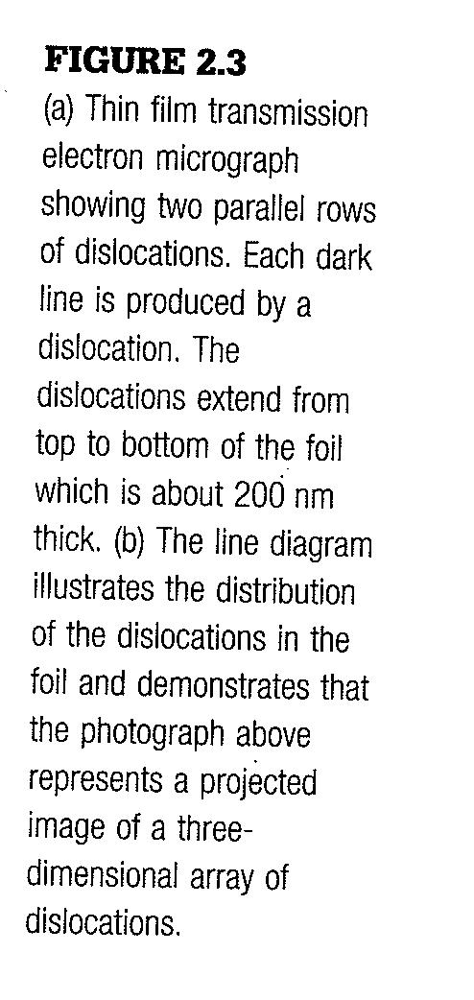 FIGURE 2.3
(a) Thin film transmission
electron micrograph
showing two parallel rows
of dislocations. Each dark
line is produced by a
dislocation. The
dislocations extend from
top to bottom of the foil
which is about 200 nm
thick. (b) The line diagram
illustrates the distribution
of the dislocations in the
foil and demonstrates that
the photograph above
represents a projected
image of a three-
dimensional array of
dislocations.